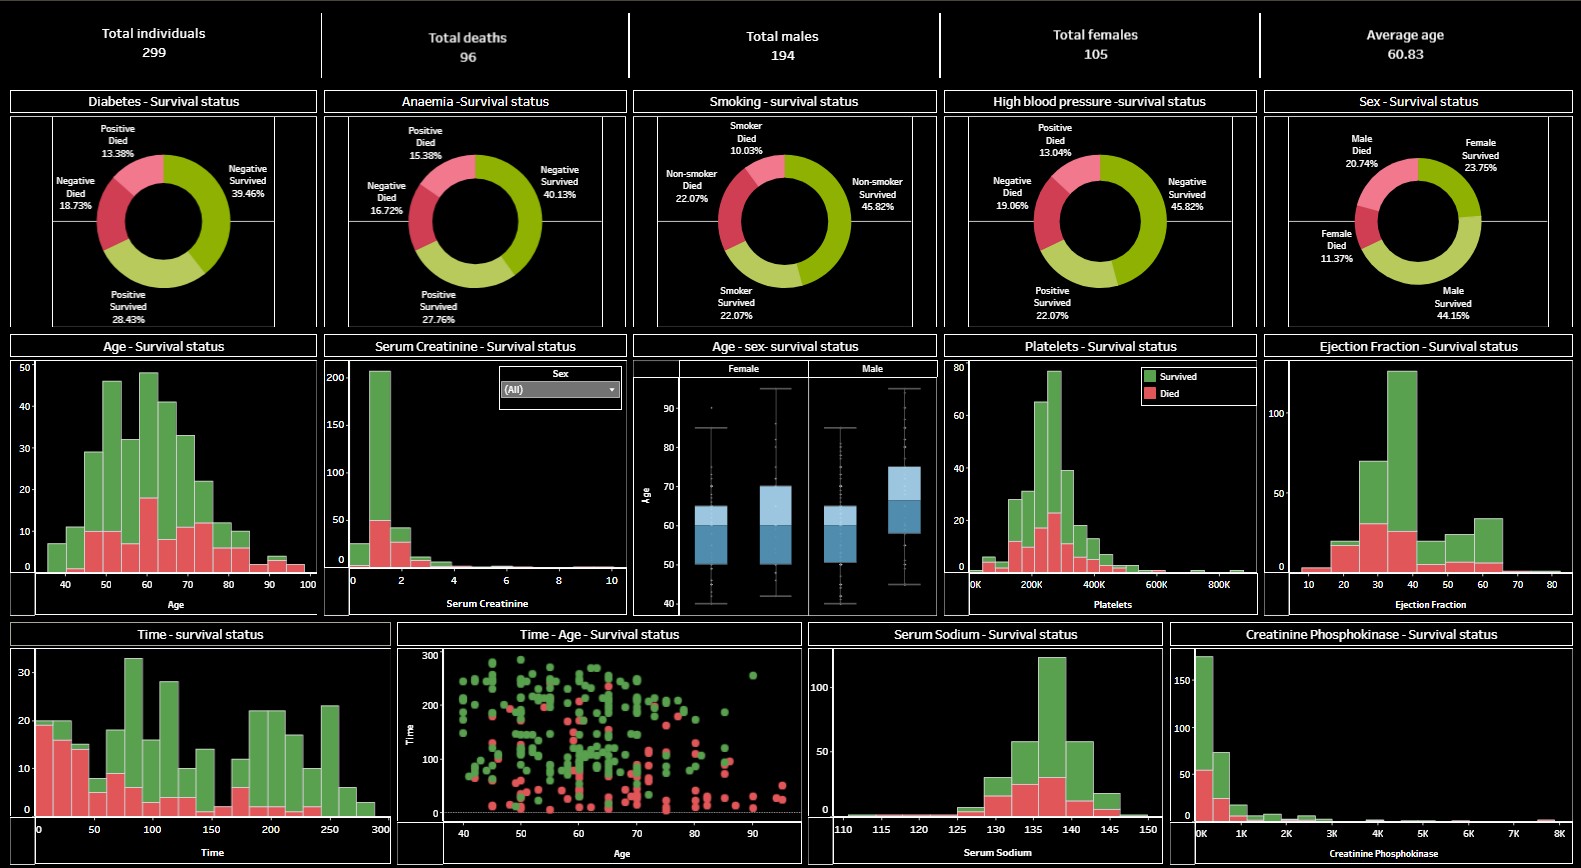 Total individuals
299
Total deaths
96
Total males
194
Total females
105
Average age
60.83
Diabetes - Survival status
Positive
Died
13.38%
Negative
Survived
39.46%
Negative
Died
18.73%
Positive
Survived
28.43%
Anaemia -Survival status
Positive
Died
15.38%
Negative
Survived
40.13%
Negative
Died
16.72%
Positive
Survived
27.76%
Smoking - survival status
Smoker
Died
10.03%
Non-smoker
Died
22.07%
Non-smoker
Survived
45.82%
Smoker
Survived
22.07%
High blood pressure -survival status
Positive
Died
13.04%
Negative
Died
19.06%
Negative
Survived
45.82%
Positive
Survived
22.07%
Sex - Survival status
Male
Died
20.74%
Female
Survived
23.75%
Female
Died
11.37%
Male
Survived
44.15%
Age - Survival status
50
40
30
20
10
0
40 50 60 70 80 90 100
Age
Serum Creatinine - Survival status
Sex
(All)
200
150
100
50
0
0 2 4 6 8 10
Serum Creatinine
Age - sex- survival status
Female Male
Age
90
80
70
60
50
40
Platelets - Survival status
Survived
Died
80
60
40
20
0K 200K 400K 600K 800K
Platelets
Ejection Fraction - Survival status
100
50
0
10 20 30 40 50 60 70 80
Ejection Fraction
Time - survival status
30
20
10
0
0 50 100 150 200 250 300
Time
Time - Age - Survival status
Time
300
200
100
0
40 50 60 70 80 90
Age
Serum Sodium - Survival status
100
50
0
110 115 120 125 130 135 140 145 150
Serum Sodium
Creatinine Phosphokinase - Survival status
150
100
50
0
0K 1K 2K 3K 4K 5K 6K 7K 8K
Creatinine Phosphokinase